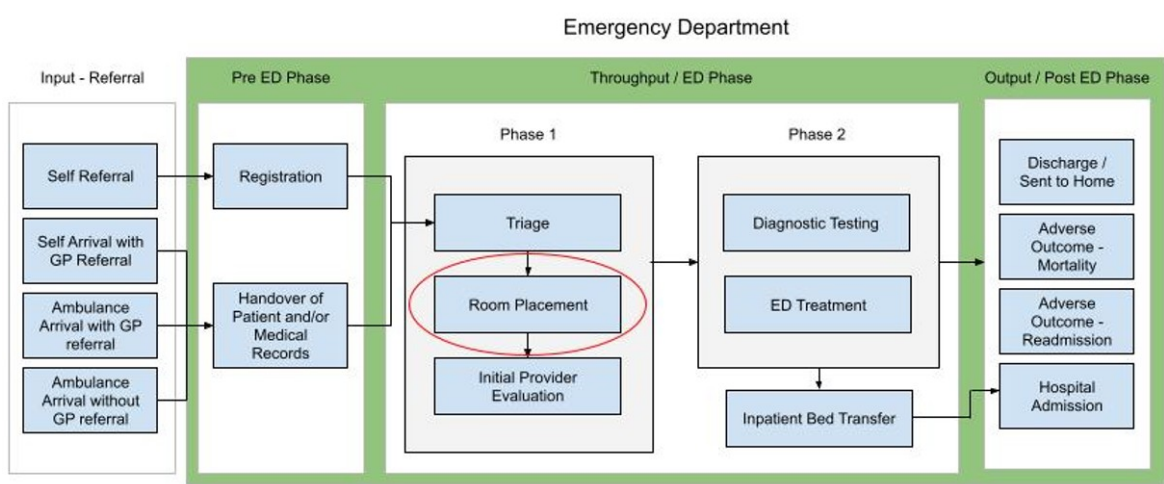 Emergency Department
Input - Referral
Pre ED Phase
Throughput / ED Phase
Output / Post ED Phase
Self Referral
Self Arrival with
GP Referral
Ambulance
Arrival with GP
referral
Ambulance
Arrival without
GP referral
Registration
Handover of
Patient and/or
Medical
Records
Phase 1
Triage
Room Placement
Initial Provider
Evaluation
Phase 2
Diagnostic Testing
ED Treatment
Inpatient Bed Transfer
Discharge /
Sent to Home
Adverse
Outcome -
Mortality
Adverse
Outcome -
Readmission
Hospital
Admission